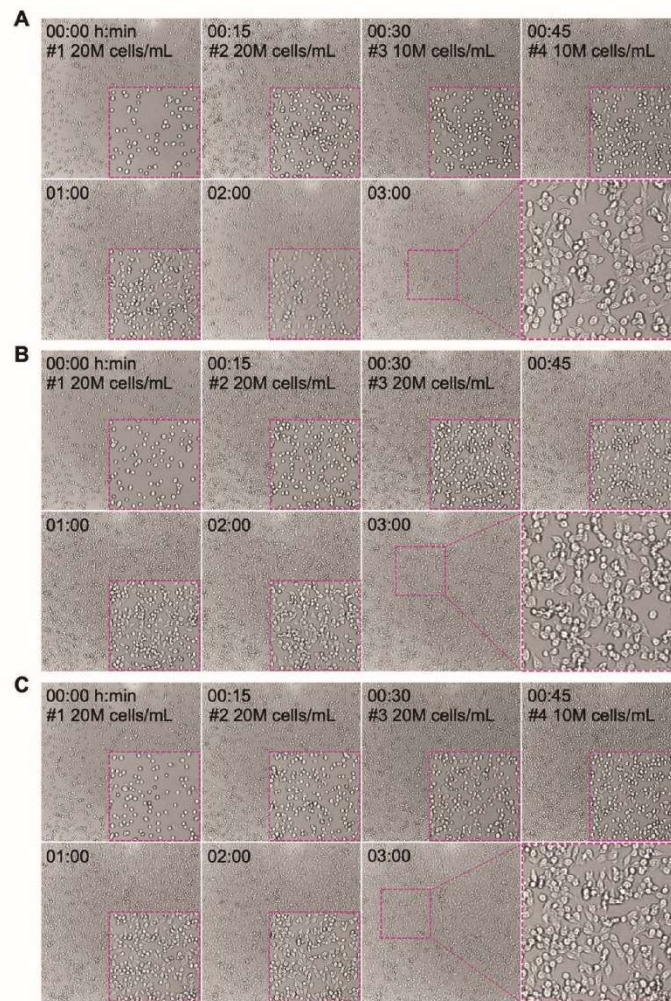 A
00:00 h:min
#1 20M cells/mL
00:15
#2 20M cells/mL
00:30
#3 10M cells/mL
00:45
#4 10M cells/mL
01:00
02:00
03:00
B
00:00 h:min
#1 20M cells/mL
00:15
#2 20M cells/mL
00:30
#3 20M cells/mL
00:45
01:00
02:00
03:00
C
00:00 h:min
#1 20M cells/mL
00:15
#2 20M cells/mL
00:30
#3 20M cells/mL
00:45
#4 10M cells/mL
01:00
02:00
03:00